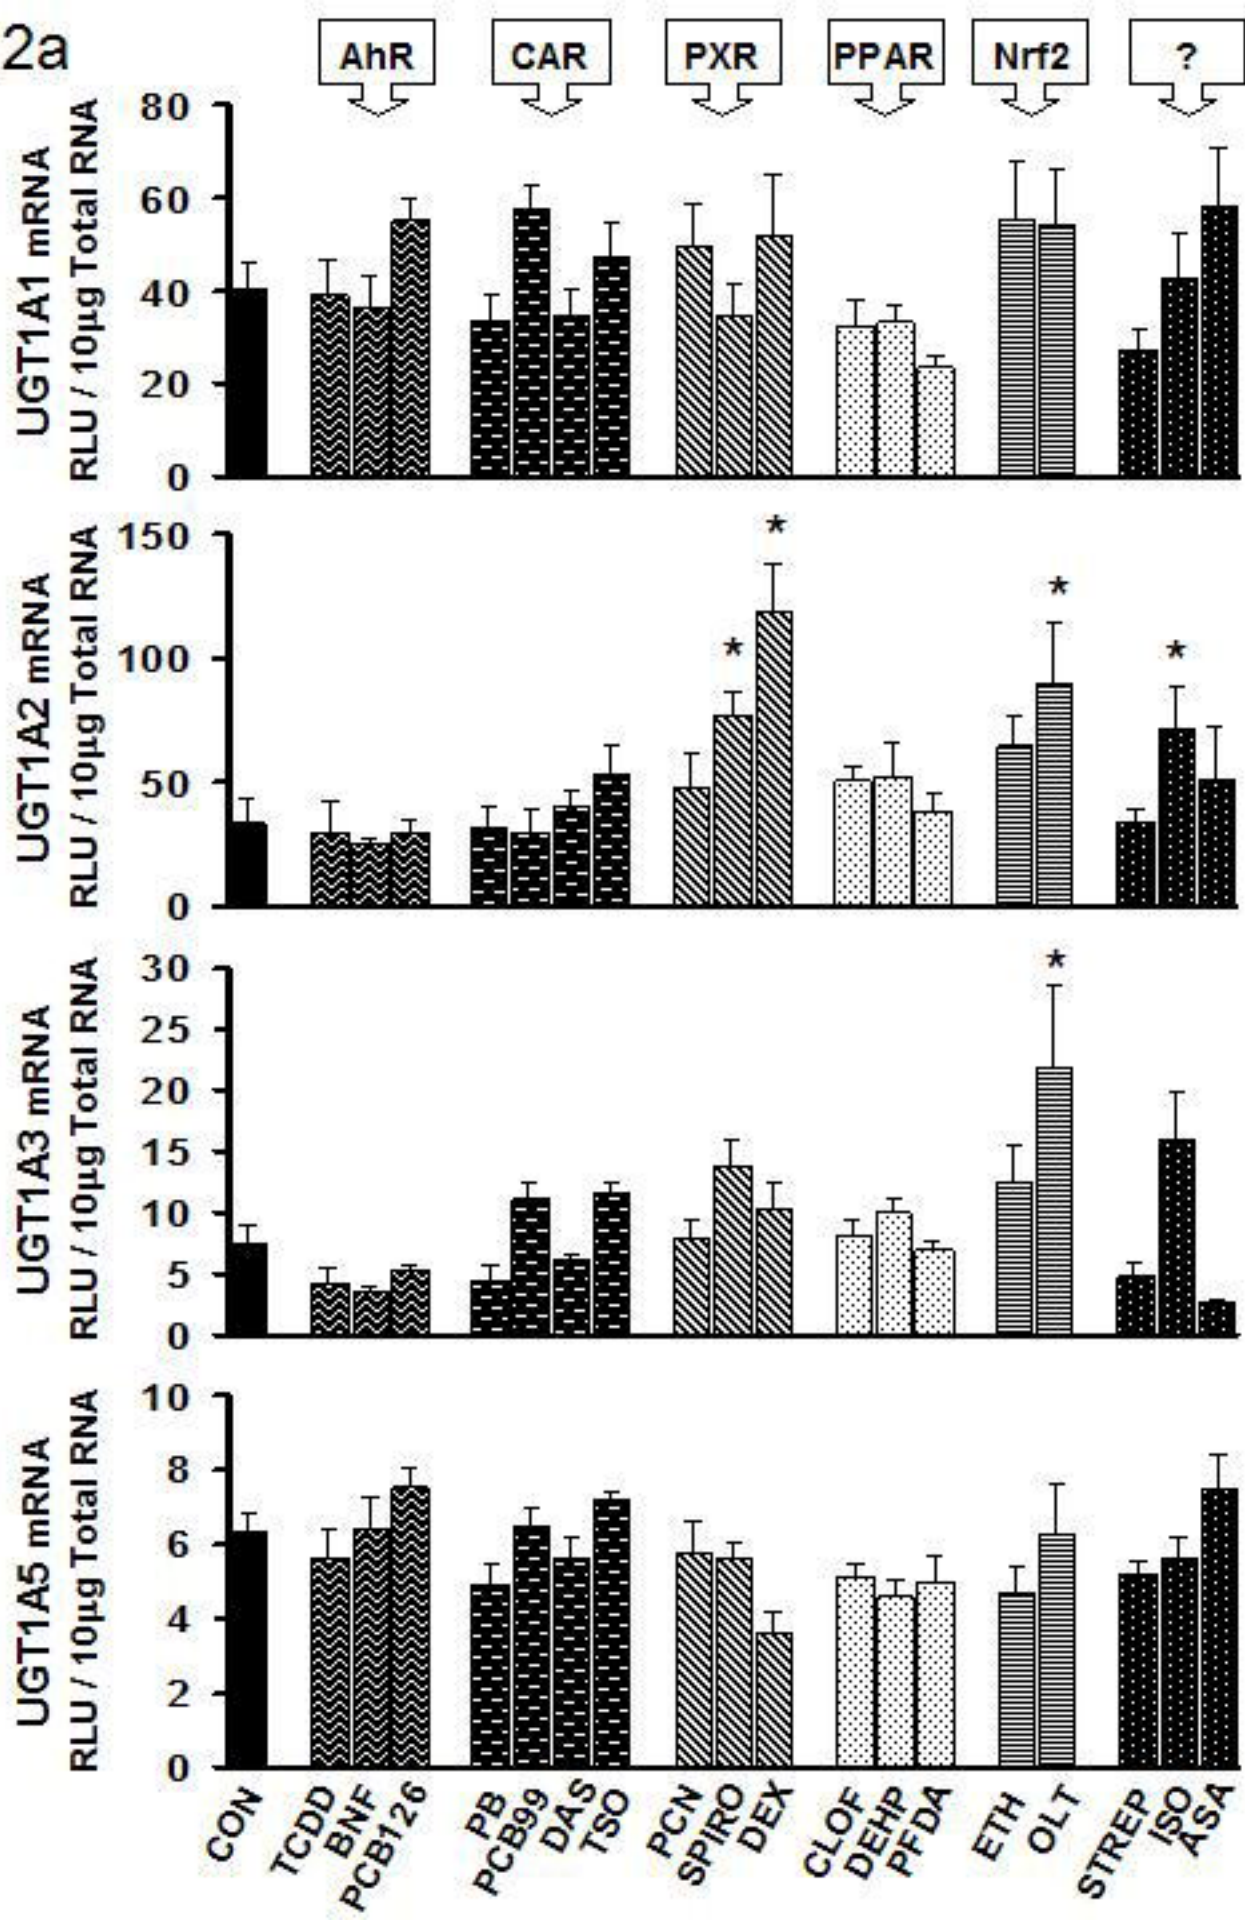 2a
AhR CAR PXR PPAR Nrf2 ?
UGT1A1 mRNA
RLU / 10µg Total RNA
80
60
40
20
0
UGT1A2 mRNA
RLU / 10µg Total RNA
150
100
50
0
* * * *
UGT1A3 mRNA
RLU / 10µg Total RNA
30
25
20
15
10
5
0
*
UGT1A5 mRNA
RLU / 10µg Total RNA
10
8
6
4
2
0
CON TCDD BNF PCB126 PB PCB99 DAS TSO PCN SPIRO DEX CLOF DEHP PFDA ETH OLT STREP ISO ASA